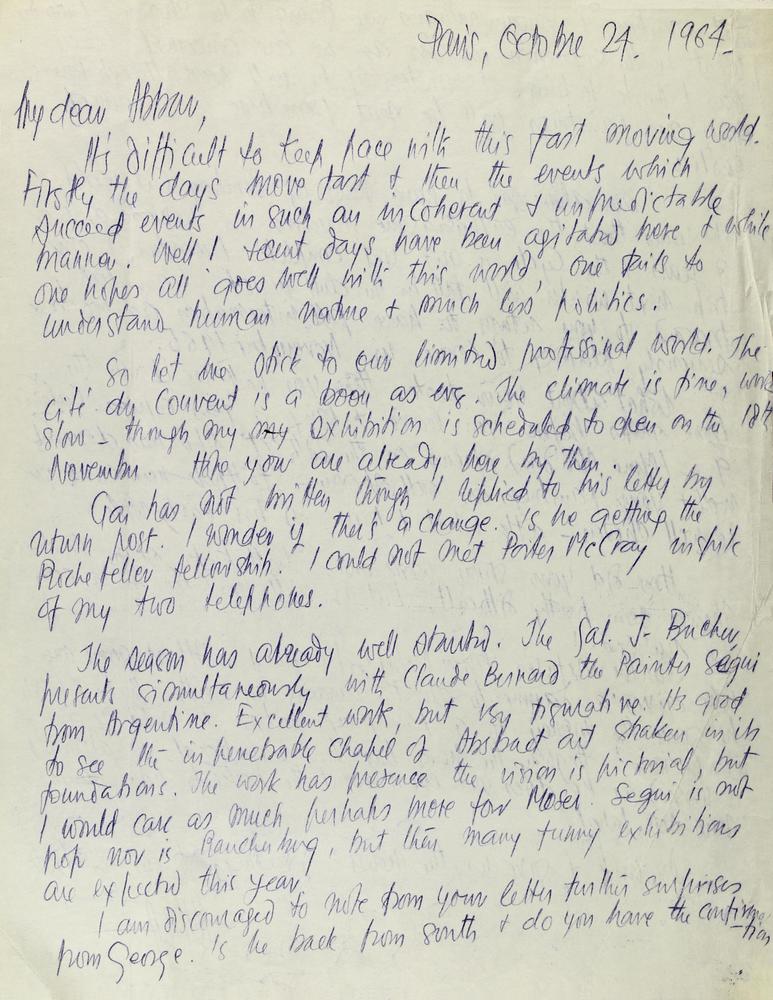 Paris, Octobre 24. 1964-
My dear Abbar,
It's difficult to keep pace with this fast moving world.
Firstly the days move fast & then the events which
succeed events in such an incoherent & unpredictable
manner. Well! recent days have been agitated here & while
one hopes all goes well with this world, one fails to
understand human nature & much less politics.
So let me stick to our limited professional world. The
cité du Couvent is a boon as ever. The climate is fine, work
slow - though my exhibition is scheduled to open on the 18th
November. Hope you are already here by then.
Gai has not written though I replied to his letter by
return post. I wonder if there's a change. Is he getting the
Rockefeller fellowship. I could not met Porter McCray inspite
of my two telephones.
The season has already well started. The Gal. J- Bucher,
presents simultaneously with Claude Bernard the Painter Segui
from Argentine. Excellent work, but very figmative. Its good
to see the inpenetrable chapel of Abstract art shaken in its
foundations. The work has presence the vision is pictorial, but
I would care as much perhaps more for Moser. Segui is not
pop nor is Rauchenberg, but then many funny exhibitions
are expected this year.
I am discouraged to note from your letter further surprises
from George. Is he back from south & do you have the confirma-
-tion